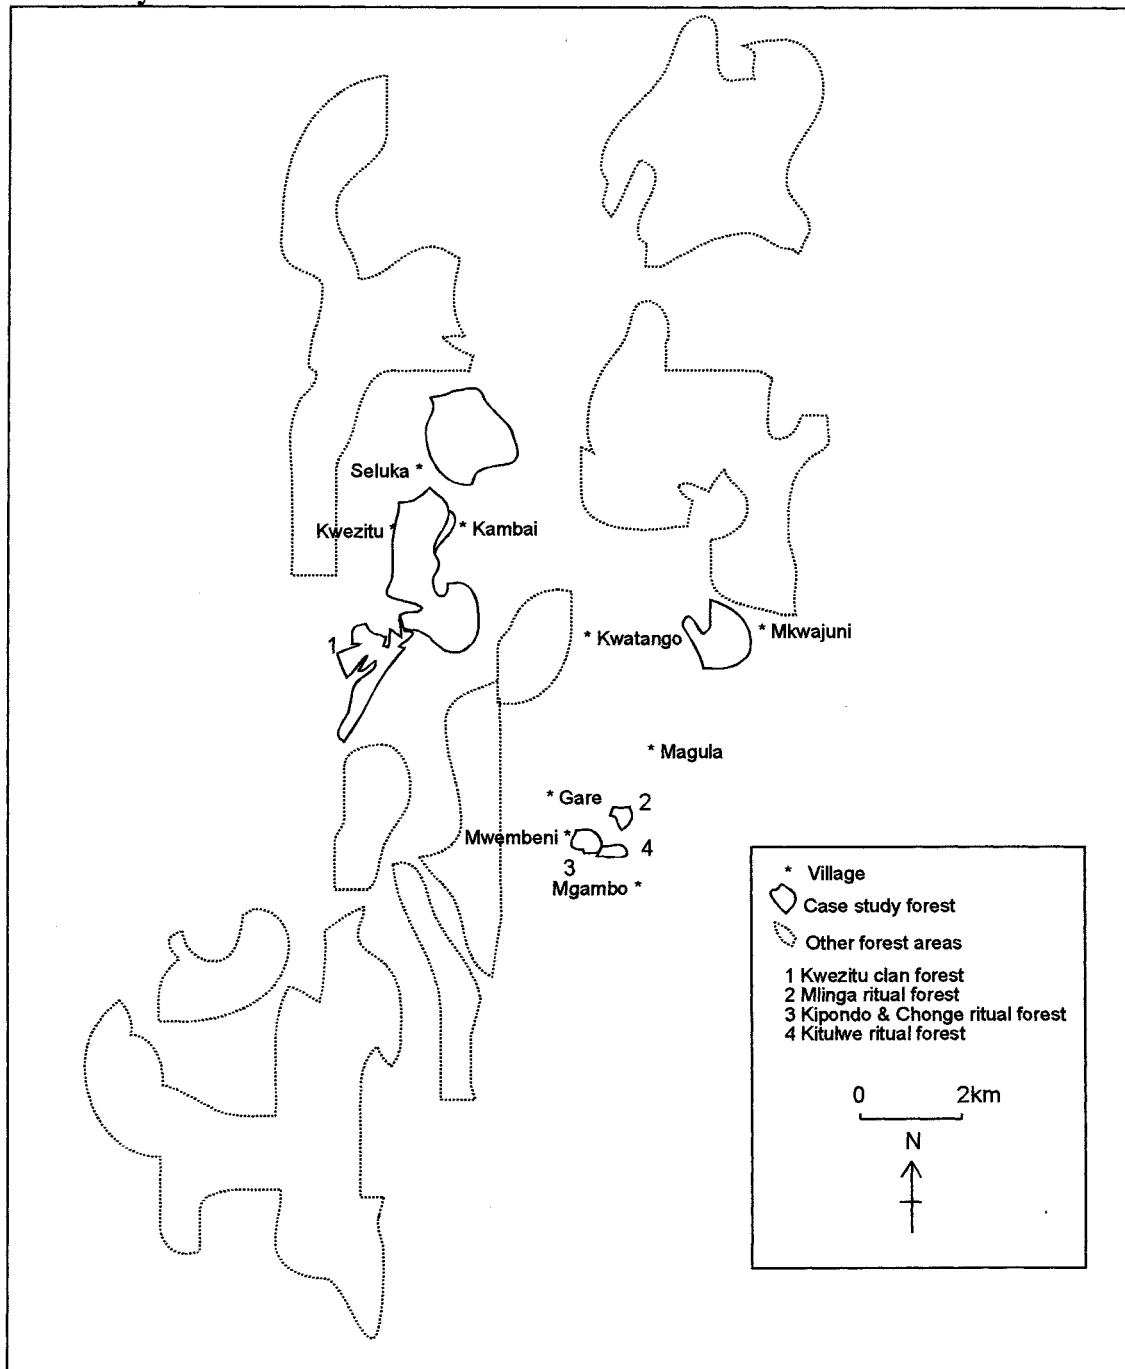 Seluka *
Kwezitu *
* Kambai
1
* Kwatango
* Mkwajuni
* Magula
* Gare
2
Mwembeni *
3
4
Mgambo *
* Village
Case study forest
Other forest areas
1 Kwezitu clan forest
2 Mlinga ritual forest
3 Kipondo & Chonge ritual forest
4 Kitulwe ritual forest
0 2km
N